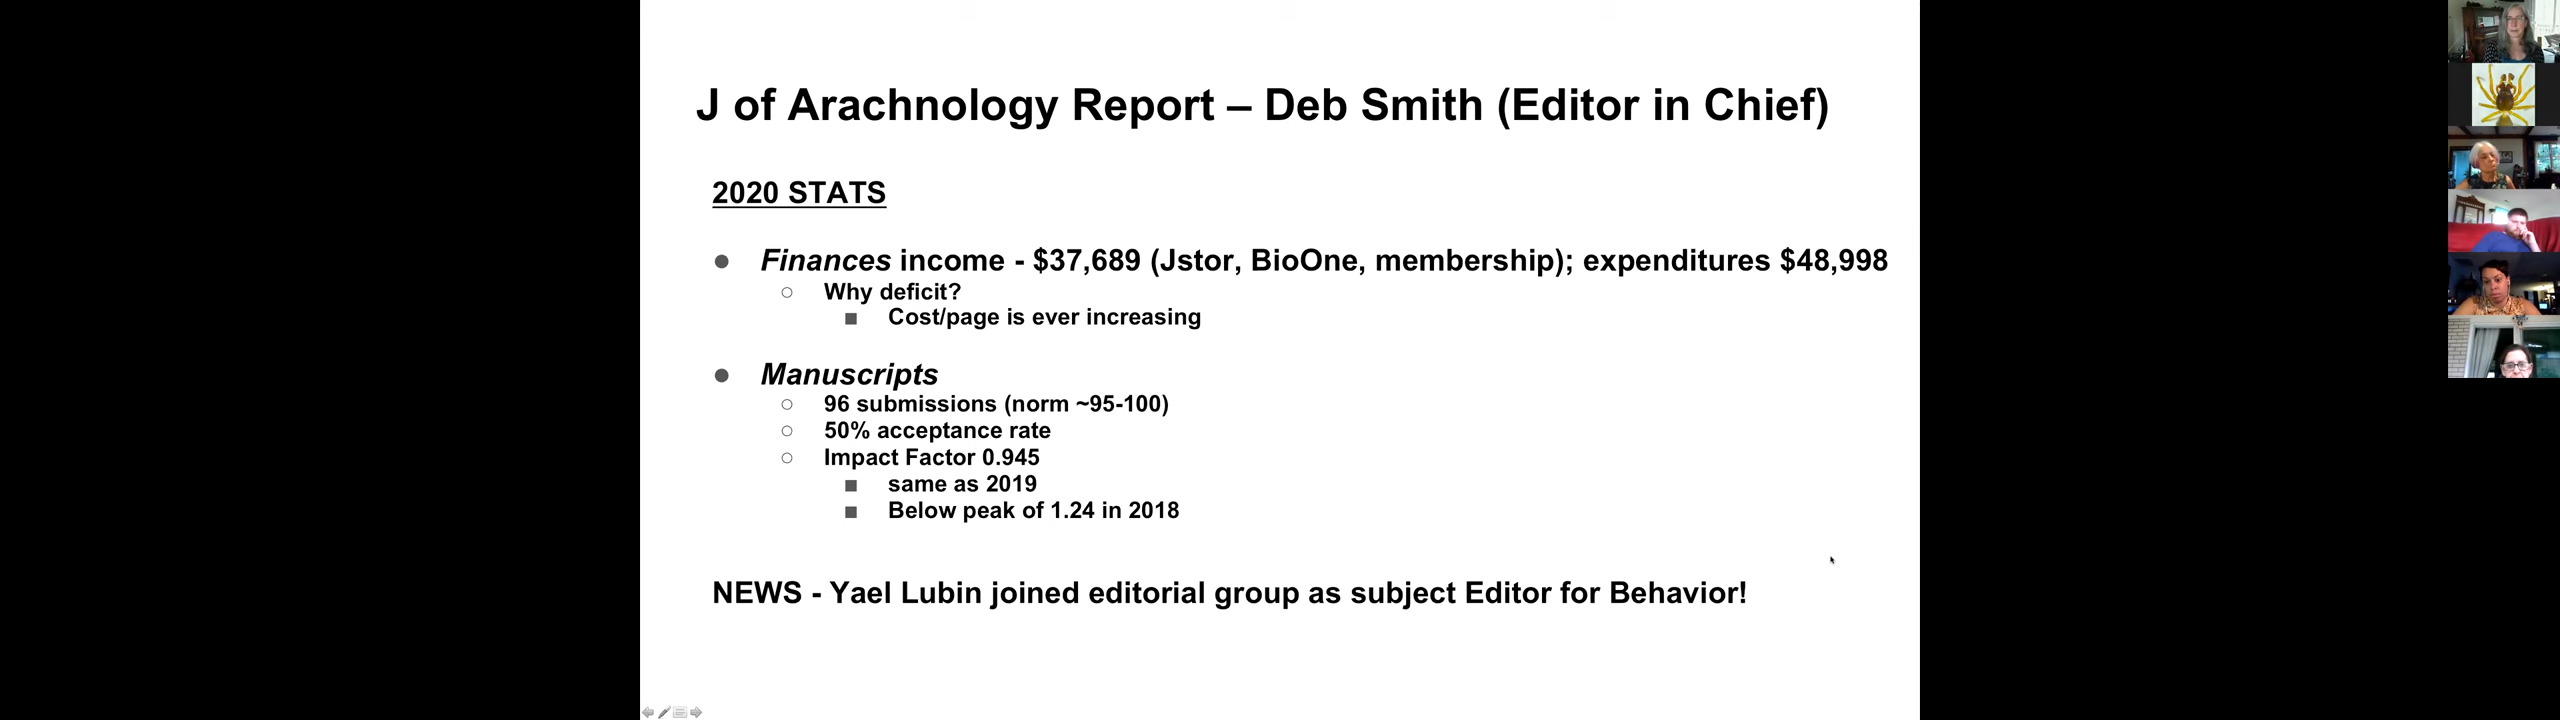 J of Arachnology Report – Deb Smith (Editor in Chief)
2020 STATS
● Finances income - $37,689 (Jstor, BioOne, membership); expenditures $48,998
○ Why deficit?
■ Cost/page is ever increasing
● Manuscripts
○ 96 submissions (norm ~95-100)
○ 50% acceptance rate
○ Impact Factor 0.945
■ same as 2019
■ Below peak of 1.24 in 2018
NEWS - Yael Lubin joined editorial group as subject Editor for Behavior!